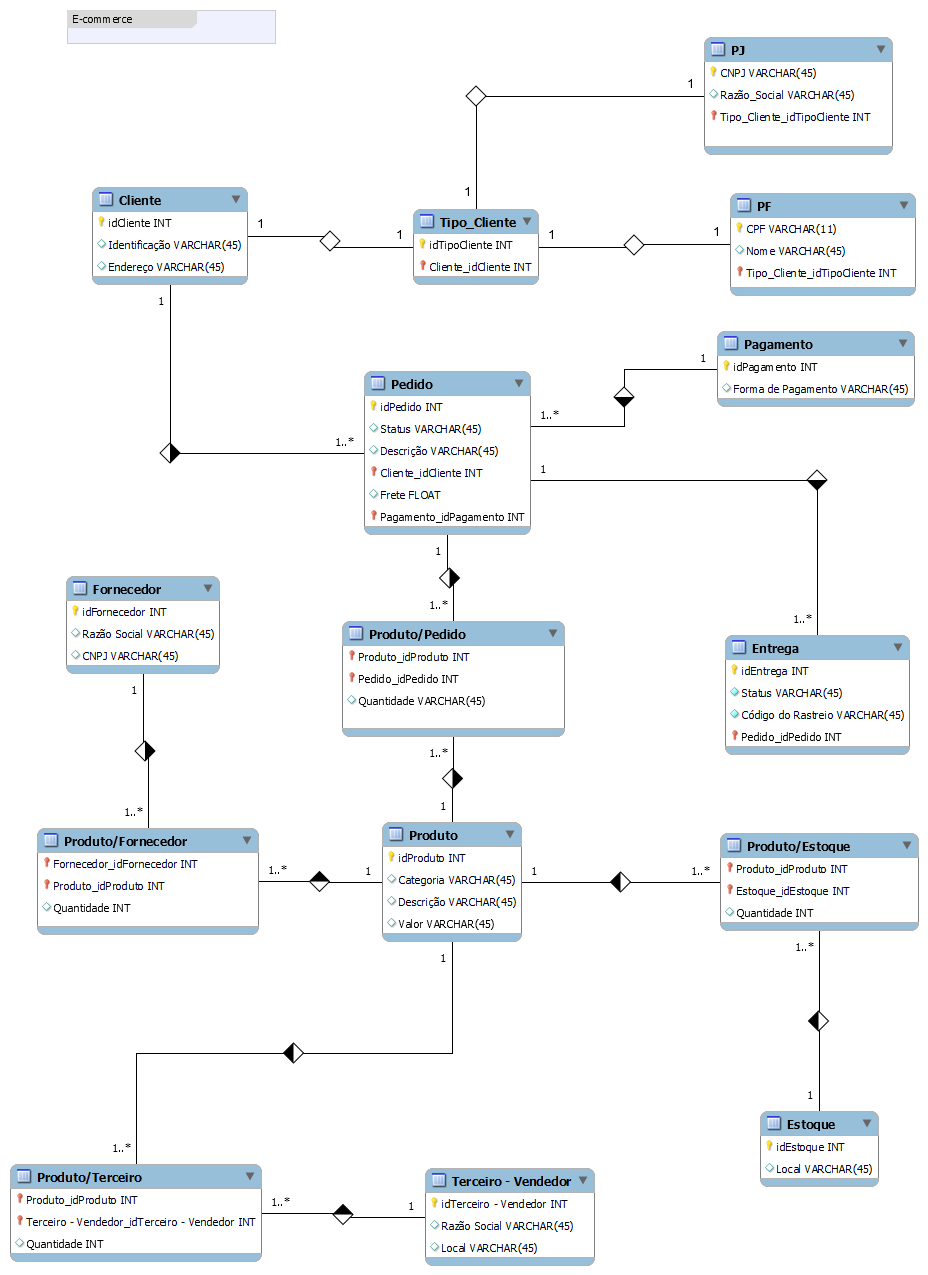 E-commerce
PJ
CNPJ VARCHAR(45)
Razão_Social VARCHAR(45)
Tipo_Cliente_idTipoCliente INT
1
1
Cliente
idCliente INT
Identificação VARCHAR(45)
Endereço VARCHAR(45)
1
1
Tipo_Cliente
idTipoCliente INT
Cliente_idCliente INT
1
1
PF
CPF VARCHAR(11)
Nome VARCHAR(45)
Tipo_Cliente_idTipoCliente INT
1
1..*
Pedido
idPedido INT
Status VARCHAR(45)
Descrição VARCHAR(45)
Cliente_idCliente INT
Frete FLOAT
Pagamento_idPagamento INT
1..*
1
Pagamento
idPagamento INT
Forma de Pagamento VARCHAR(45)
1
1..*
Entrega
idEntrega INT
Status VARCHAR(45)
Código do Rastreio VARCHAR(45)
Pedido_idPedido INT
1
1..*
Fornecedor
idFornecedor INT
Razão Social VARCHAR(45)
CNPJ VARCHAR(45)
1
1..*
Produto/Pedido
Produto_idProduto INT
Pedido_idPedido INT
Quantidade VARCHAR(45)
1..*
1
Produto/Fornecedor
Fornecedor_idFornecedor INT
Produto_idProduto INT
Quantidade INT
1..*
1
Produto
idProduto INT
Categoria VARCHAR(45)
Descrição VARCHAR(45)
Valor VARCHAR(45)
1
1..*
Produto/Estoque
Produto_idProduto INT
Estoque_idEstoque INT
Quantidade INT
1..*
1
Estoque
idEstoque INT
Local VARCHAR(45)
1
1..*
Produto/Terceiro
Produto_idProduto INT
Terceiro - Vendedor_idTerceiro - Vendedor INT
Quantidade INT
1..*
1
Terceiro - Vendedor
idTerceiro - Vendedor INT
Razão Social VARCHAR(45)
Local VARCHAR(45)